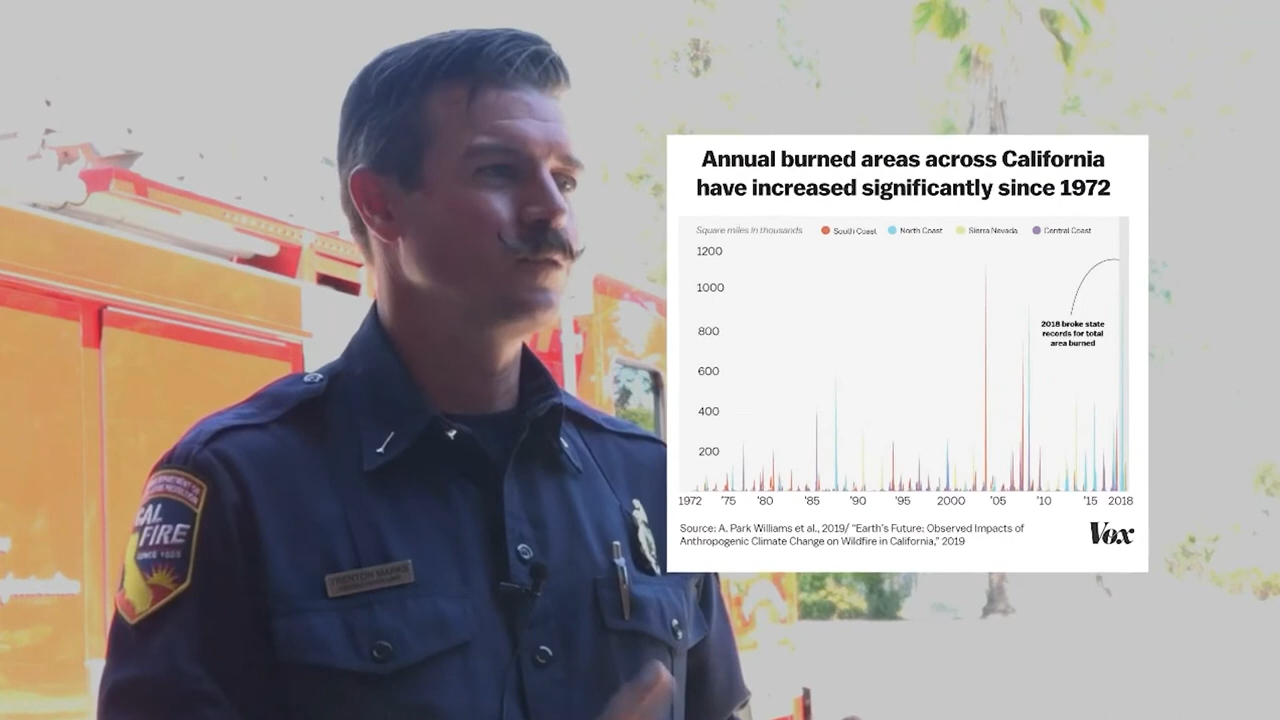 Annual burned areas across California
have increased significantly since 1972
Square miles in thousands
South Coast
North Coast
Sierra Nevada
Central Coast
1200
1000
800
600
400
200
2018 broke state
records for total
area burned
1972 '75 '80 '85 '90 '95 2000 '05 '10 '15 2018
Source: A. Park Williams et al., 2019/ "Earth's Future: Observed Impacts of
Anthropogenic Climate Change on Wildfire in California," 2019
Vox
CAL
FIRE
SINCE 1885
TRENTON MARKS